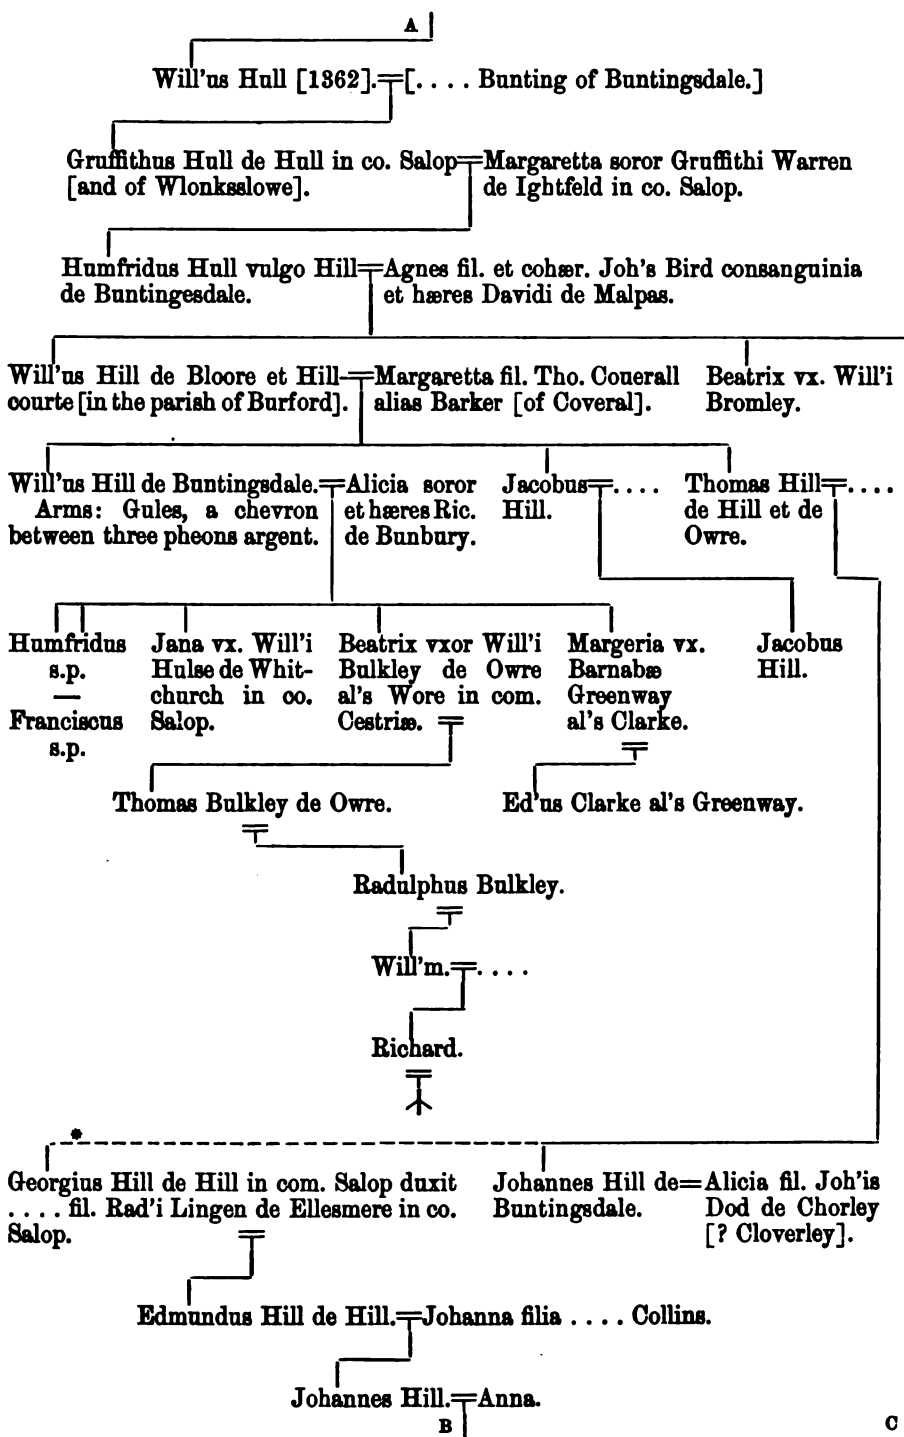 A
Will'us Hull [1362].=[. . . . Bunting of Buntingsdale.]
Gruffithus Hull de Hull in co. Salop=Margaretta soror Gruffithi Warren
[and of Wlonksslowe]. de Ightfeld in co. Salop.
Humfridus Hull vulgo Hill=Agnes fil. et cohær. Joh's Bird consanguinia
de Buntingesdale. et hæres Davidi de Malpas.
Will'us Hill de Bloore et Hill-=Margaretta fil. Tho. Couerall
courte [in the parish of Burford]. alias Barker [of Coveral].
Beatrix vx. Will'i
Bromley.
Will'us Hill de Buntingsdale.=Alicia soror
Arms: Gules, a chevron et hæres Ric.
between three pheons argent. de Bunbury.
Jacobus=. . . .
Hill.
Thomas Hill=. . . .
de Hill et de
Owre.
Humfridus
s.p.
—
Franciscus
s.p.
Jana vx. Will'i
Hulse de Whit-
church in co.
Salop.
Beatrix vxor Will'i
Bulkley de Owre
al's Wore in com.
Cestriæ. =
Margeria vx.
Barnabæ
Greenway
al's Clarke.
=
Jacobus
Hill.
Thomas Bulkley de Owre.
=
Ed'us Clarke al's Greenway.
Radulphus Bulkley.
=
Will'm.=. . . .
Richard.
=
*
Georgius Hill de Hill in com. Salop duxit
. . . . fil. Rad'i Lingen de Ellesmere in co.
Salop. =
Johannes Hill de=Alicia fil. Joh'is
Buntingsdale. Dod de Chorley
[? Cloverley].
Edmundus Hill de Hill.=Johanna filia . . . . Collins.
Johannes Hill.=Anna.
B
C